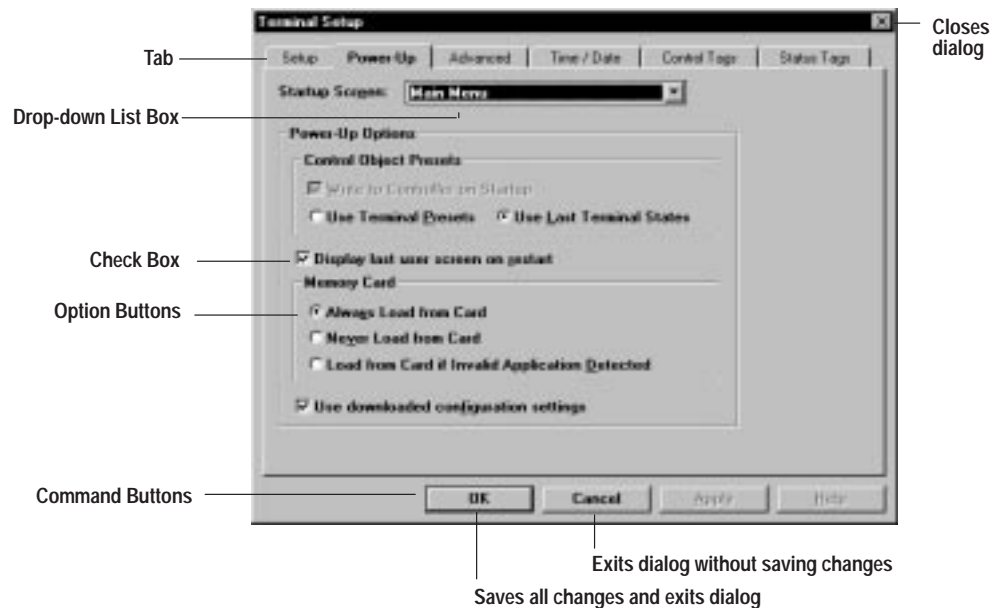 Terminal Setup
Closes dialog
Tab
Setup Power-Up Advanced Time / Date Control Tags Status Tags
Startup Screen: Main Menu
Drop-down List Box
Power-Up Options
Control Object Presets
Write to Controller on Startup
Use Terminal Presets Use Last Terminal States
Check Box
Display last user screen on restart
Memory Card
Option Buttons
Always Load from Card
Never Load from Card
Load from Card if Invalid Application Detected
Use downloaded configuration settings
Command Buttons
OK Cancel Apply Help
Exits dialog without saving changes
Saves all changes and exits dialog